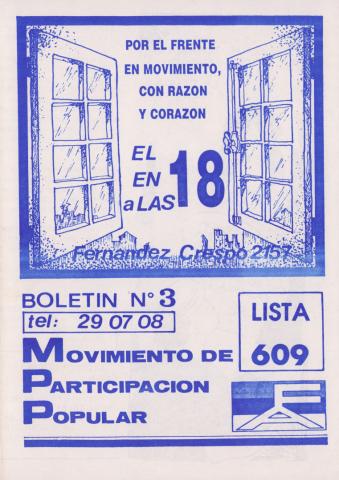 POR EL FRENTE
EN MOVIMIENTO,
CON RAZON
Y CORAZON
EL 18
EN
a LAS
Fernandez Crespo 2157
BOLETIN N° 3
tel: 29 07 08
LISTA
609
MOVIMIENTO DE
PARTICIPACION
POPULAR
FA